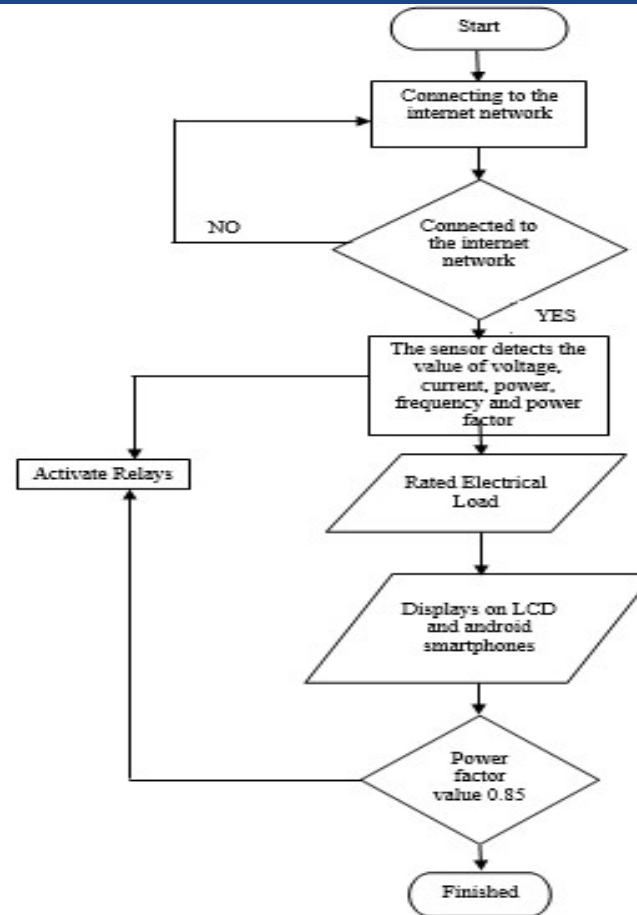 Start
Connecting to the
internet network
NO
Connected to
the internet
network
YES
The sensor detects the
value of voltage,
current, power,
frequency and power
factor
Activate Relays
Rated Electrical
Load
Displays on LCD
and android
smartphones
Power
factor
value 0.85
Finished